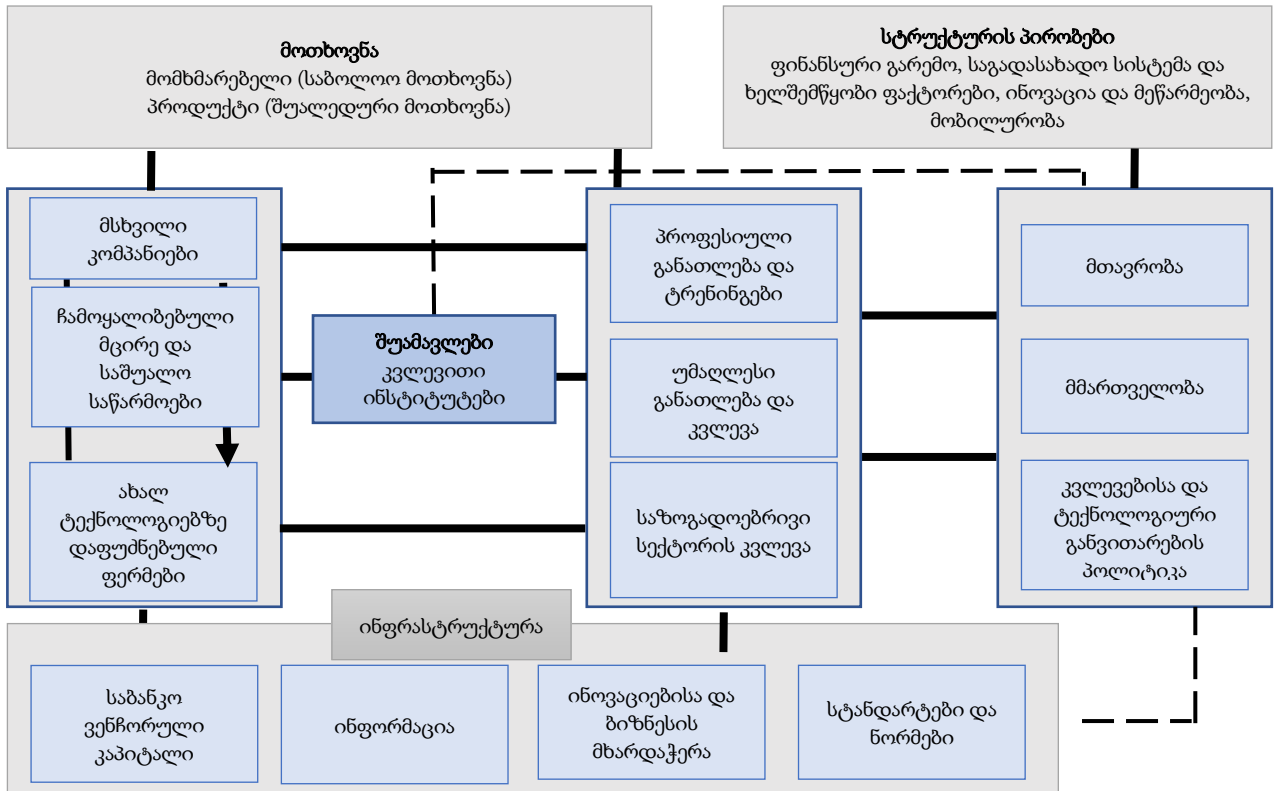 მოთხოვნა
მომხმარებელი (საბოლოო მოთხოვნა)
პროდუქტი (შუალედური მოთხოვნა)
სტრუქტურის პირობები
ფინანსური გარემო, საგადასახადო სისტემა და
ხელშემწყობი ფაქტორები, ინოვაცია და მეწარმეობა,
მობილურობა
მსხვილი
კომპანიები
ჩამოყალიბებული
მცირე და
საშუალო
საწარმოები
ახალ
ტექნოლოგიებზე
დაფუძნებული
ფერმები
შუამავლები
კვლევითი
ინსტიტუტები
პროფესიული
განათლება და
ტრენინგები
უმაღლესი
განათლება და
კვლევა
საზოგადოებრივი
სექტორის კვლევა
მთავრობა
მმართველობა
კვლევებისა და
ტექნოლოგიური
განვითარების
პოლიტიკა
ინფრასტრუქტურა
საბანკო
ვენჩორული
კაპიტალი
ინფორმაცია
ინოვაციებისა და
ბიზნესის
მხარდაჭერა
სტანდარტები და
ნორმები